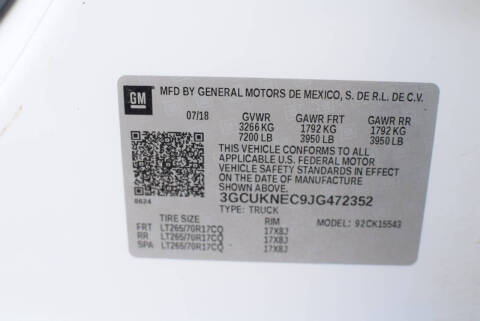 GM MFD BY GENERAL MOTORS DE MEXICO, S. DE R.L. DE C.V.
07/18 GVWR GAWR FRT GAWR RR
3266 KG 1792 KG 1792 KG
7200 LB 3950 LB 3950 LB
THIS VEHICLE CONFORMS TO ALL
APPLICABLE U.S. FEDERAL MOTOR
VEHICLE SAFETY STANDARDS IN EFFECT
ON THE DATE OF MANUFACTURE
SHOWN ABOVE.
8624 3GCUKNEC9JG472352
TYPE: TRUCK
TIRE SIZE RIM MODEL: 92CK15543
FRT LT265/70R17CQ 17X8J
RR LT265/70R17CQ 17X8J
SPA LT265/70R17CQ 17X8J